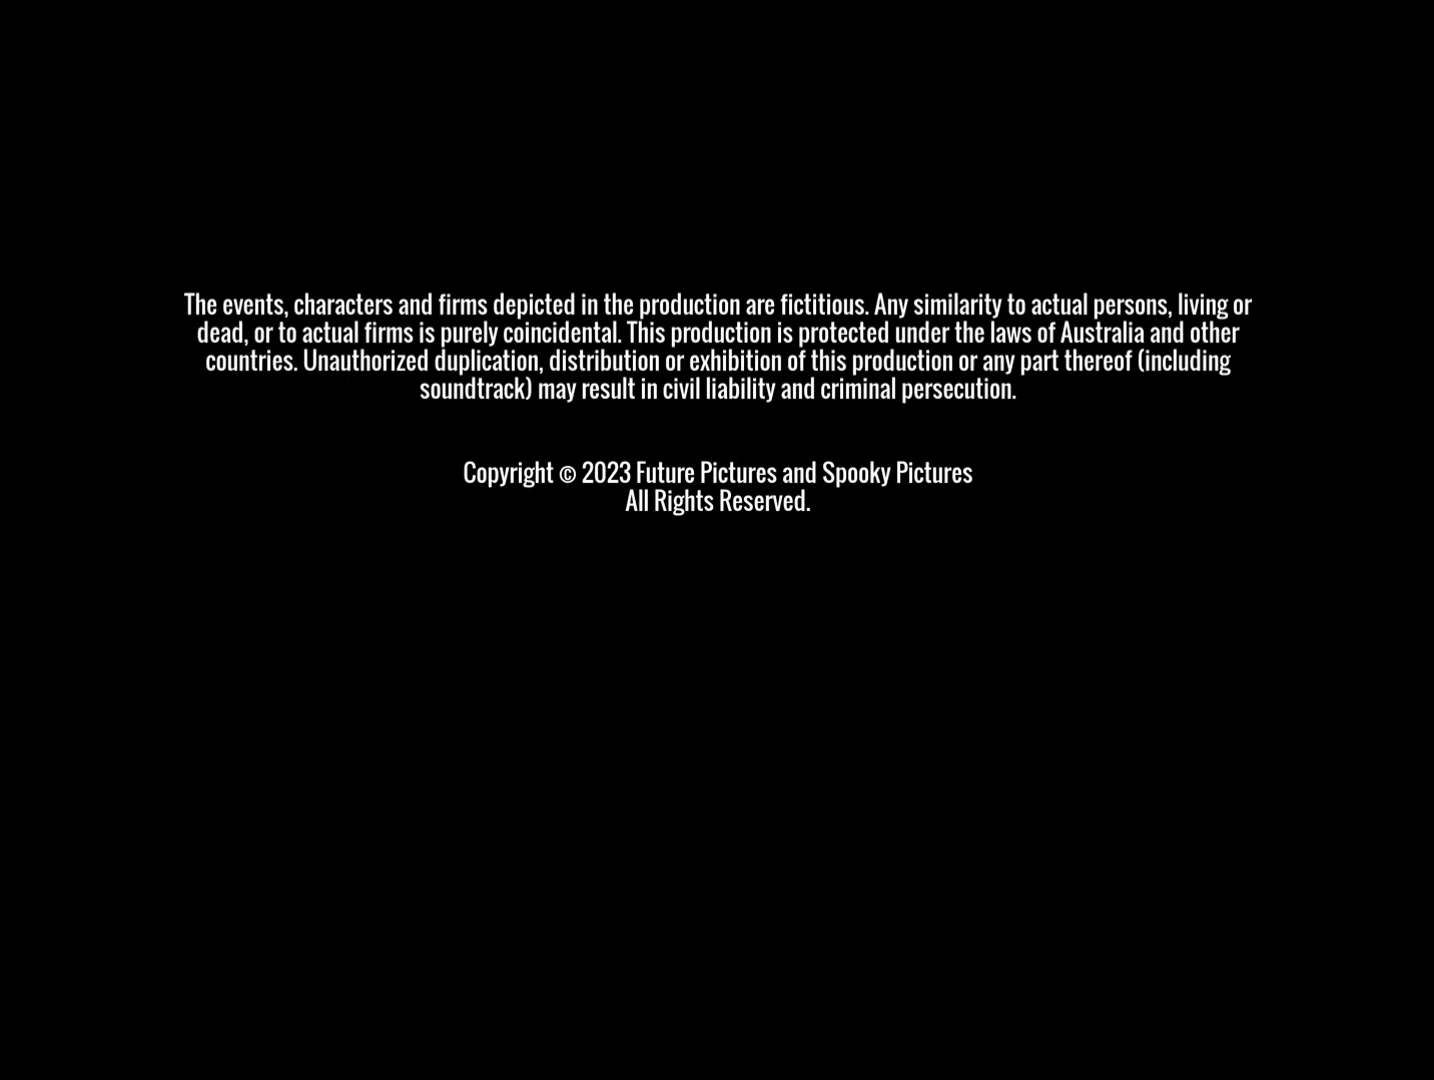 The events, characters and firms depicted in the production are fictitious. Any similarity to actual persons, living or
dead, or to actual firms is purely coincidental. This production is protected under the laws of Australia and other
countries. Unauthorized duplication, distribution or exhibition of this production or any part thereof (including
soundtrack) may result in civil liability and criminal persecution.
Copyright © 2023 Future Pictures and Spooky Pictures
All Rights Reserved.